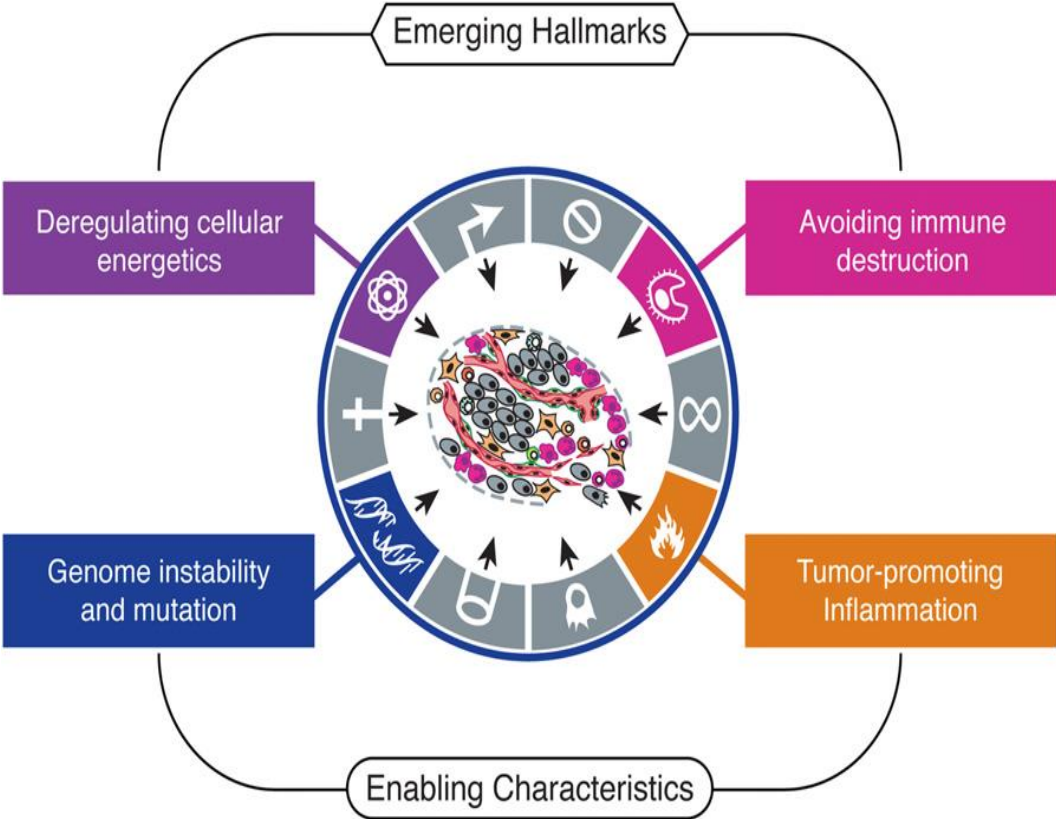 Emerging Hallmarks
Deregulating cellular
energetics
Avoiding immune
destruction
Genome instability
and mutation
Tumor-promoting
Inflammation
Enabling Characteristics